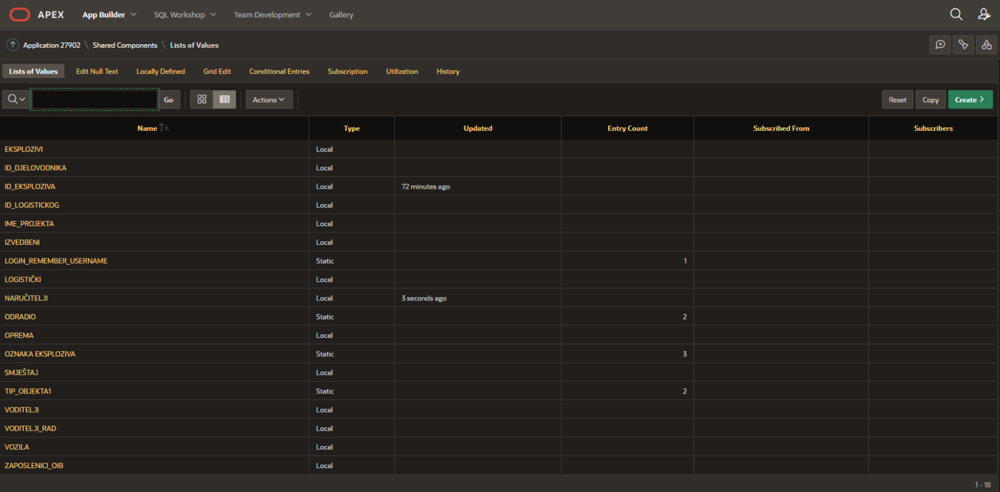 APEX App Builder SQL Workshop Team Development Gallery
Application 27902 \ Shared Components \ Lists of Values
Lists of Values Edit Null Text Locally Defined Grid Edit Conditional Entries Subscription Utilization History
Go Actions Reset Copy Create
Name Type Updated Entry Count Subscribed From Subscribers
EKSPLOZIVI Local
ID_DJELOVODNIKA Local
ID_EKSPLOZIVA Local 72 minutes ago
ID_LOGISTICKOG Local
IME_PROJEKTA Local
IZVEDBENI Local
LOGIN_REMEMBER_USERNAME Static 1
LOGISTIČKI Local
NARUČITELJI Local 3 seconds ago
ODRADIO Static 2
OPREMA Local
OZNAKA EKSPLOZIVA Static 3
SMJEŠTAJ Local
TIP_OBJEKTA1 Static 2
VODITELJI Local
VODITELJI_RAD Local
VOZILA Local
ZAPOSLENICI_OIB Local
1 - 18